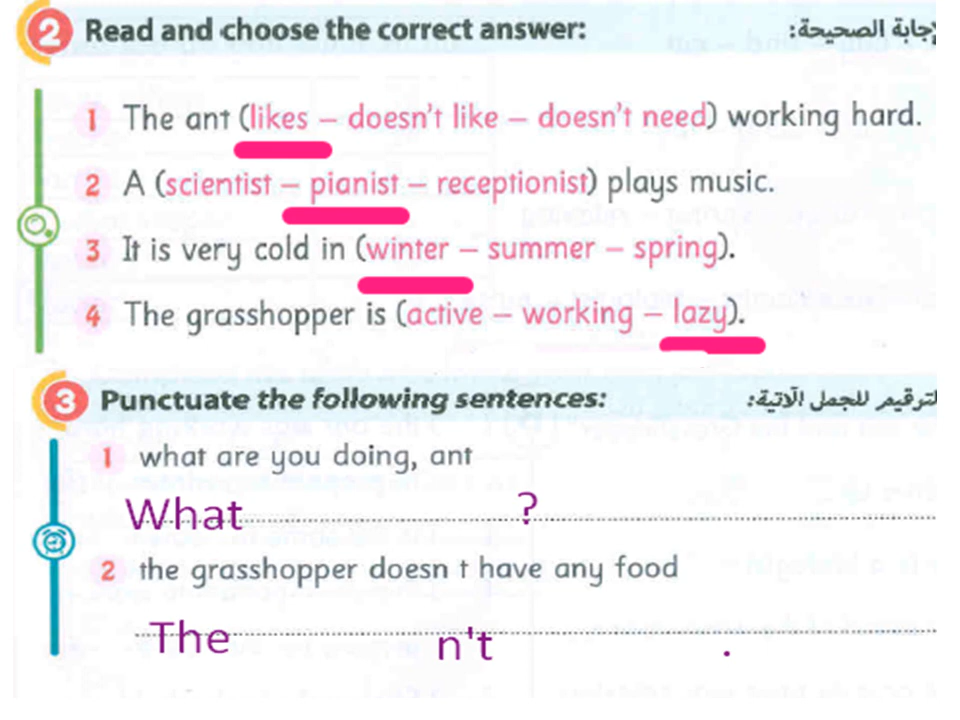 2 Read and choose the correct answer: الإجابة الصحيحة:
1 The ant (likes – doesn't like – doesn't need) working hard.
2 A (scientist – pianist – receptionist) plays music.
3 It is very cold in (winter – summer – spring).
4 The grasshopper is (active – working – lazy).
3 Punctuate the following sentences: للجمل الآتية:
1 what are you doing, ant
What ?
2 the grasshopper doesn t have any food
The n't .